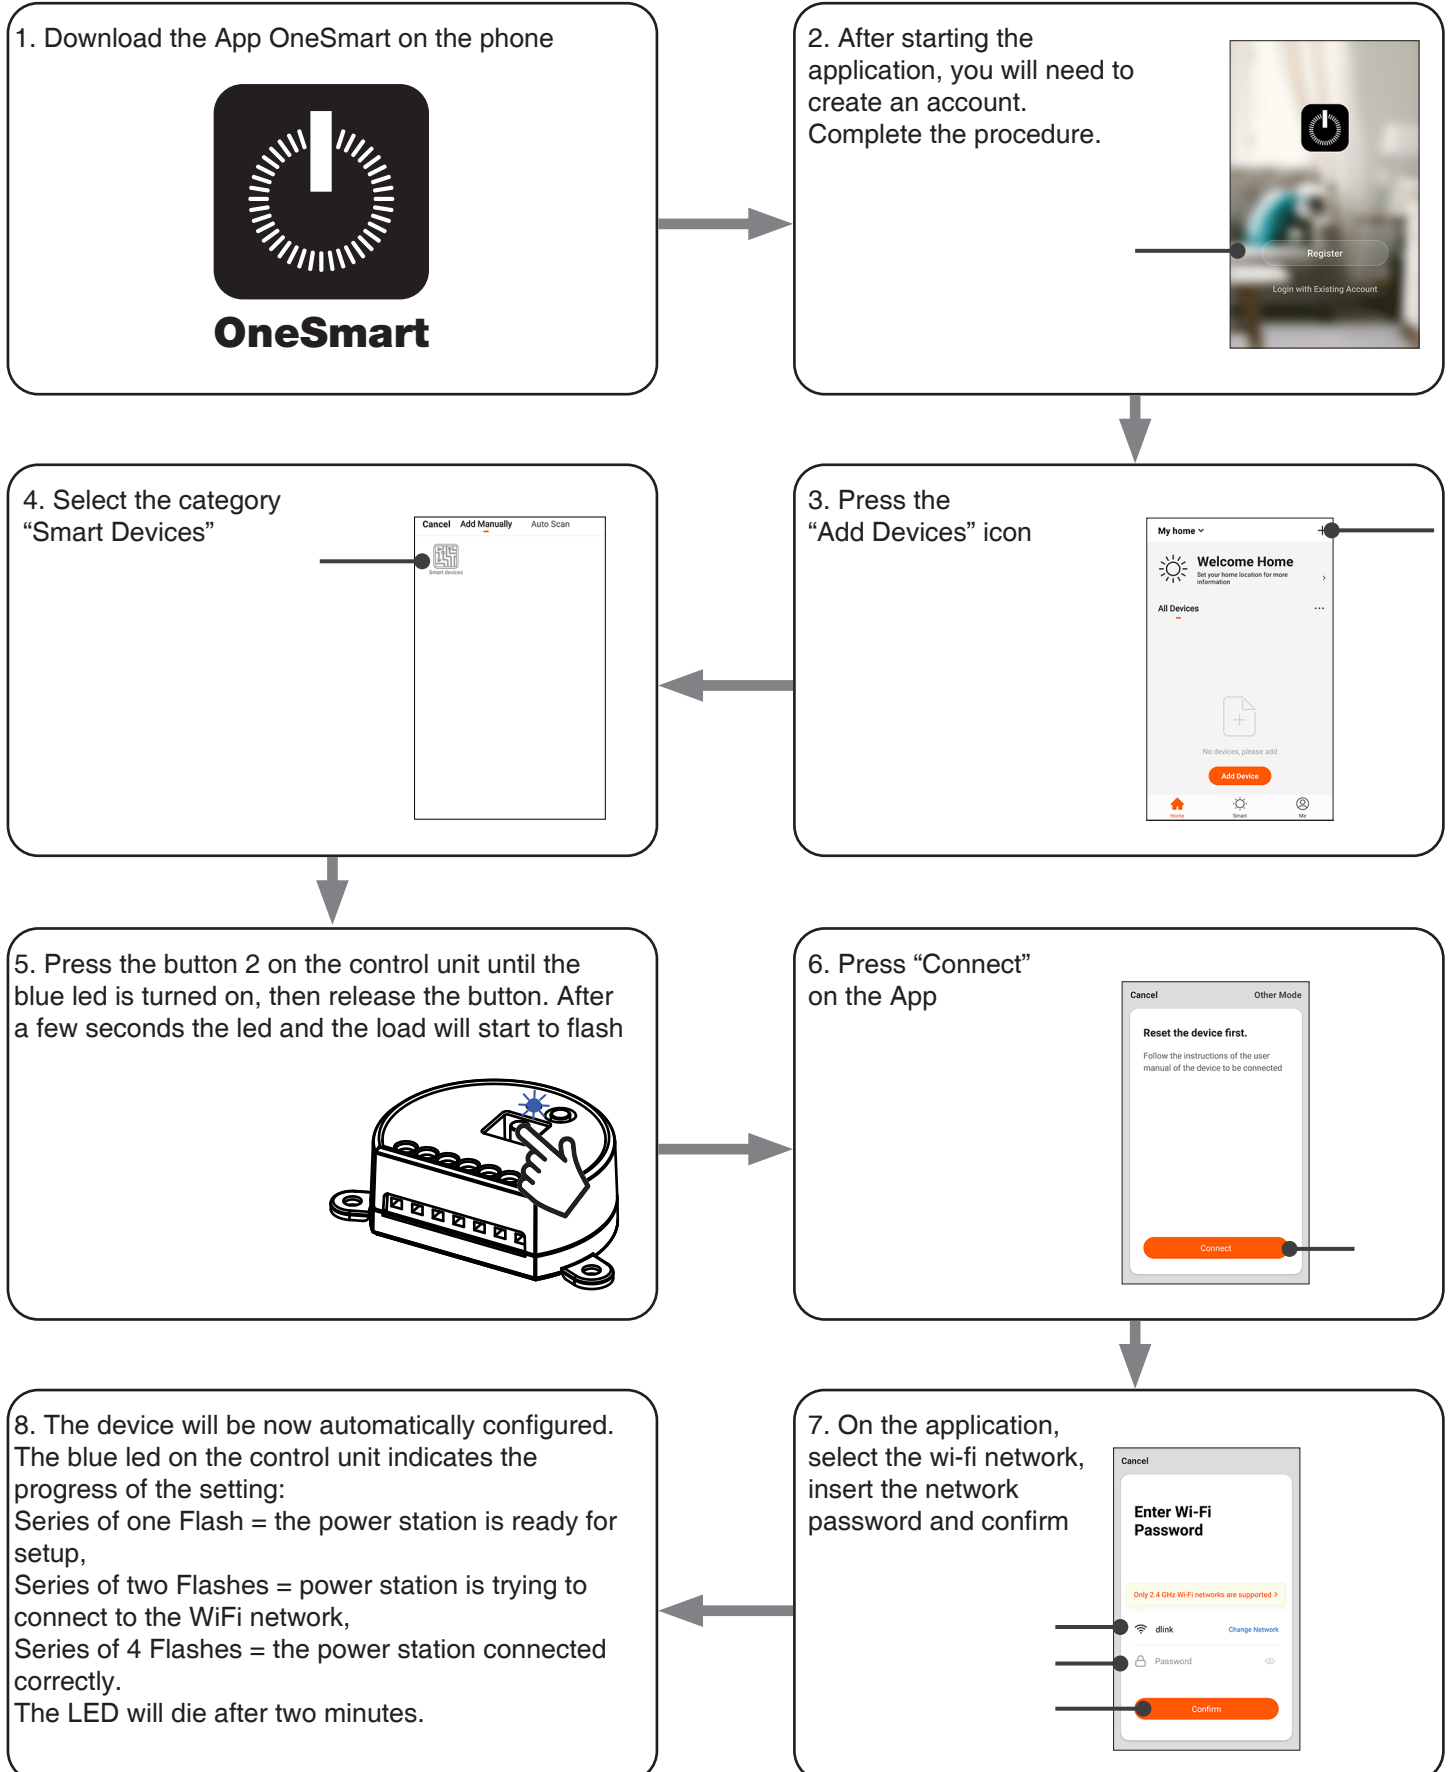 1. Download the App OneSmart on the phone
OneSmart
2. After starting the
application, you will need to
create an account.
Complete the procedure.
Register
Login with Existing Account
3. Press the
“Add Devices” icon
My home
+
Welcome Home
Set your home location for more
information
All Devices
...
No devices, please add
Add Device
Home
Smart
Me
4. Select the category
“Smart Devices”
Cancel
Add Manually
Auto Scan
Smart devices
5. Press the button 2 on the control unit until the
blue led is turned on, then release the button. After
a few seconds the led and the load will start to flash
6. Press “Connect”
on the App
Cancel
Other Mode
Reset the device first.
Follow the instructions of the user
manual of the device to be connected
Connect
7. On the application,
select the wi-fi network,
insert the network
password and confirm
Cancel
Enter Wi-Fi
Password
Only 2.4 GHz Wi-Fi networks are supported >
dlink
Change Network
Password
Confirm
8. The device will be now automatically configured.
The blue led on the control unit indicates the
progress of the setting:
Series of one Flash = the power station is ready for
setup,
Series of two Flashes = power station is trying to
connect to the WiFi network,
Series of 4 Flashes = the power station connected
correctly.
The LED will die after two minutes.